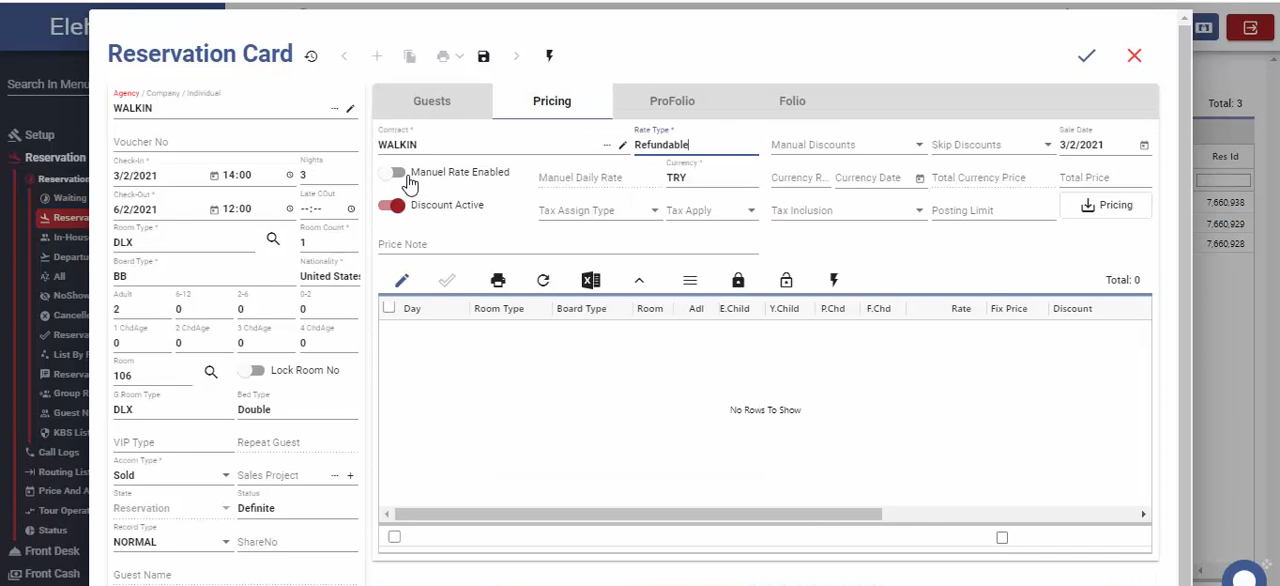 Eleh
Search In Menu
Setup
Reservation
Reservation
Waiting
Reserva
In-House
Departu
All
NoShow
Cancelle
Reserva
List By R
Reserva
Group R
Guest N
KBS List
Call Logs
Routing List
Price And A
Tour Operat
Status
Front Desk
Front Cash
Reservation Card
Agency / Company / Individual
WALKIN
Voucher No
Check-In *
Nights
3/2/2021 14:00 3
Check-Out *
Late COut
6/2/2021 12:00 --:--
Room Type *
Room Count *
DLX 1
Board Type *
Nationality *
BB United States
Adult 6-12 2-6 0-2
2 0 0 0
1 ChdAge 2 ChdAge 3 ChdAge 4 ChdAge
0 0 0 0
Room
106 Lock Room No
G.Room Type Bed Type
DLX Double
VIP Type Repeat Guest
Accom Type *
Sold Sales Project
State Status
Reservation Definite
Record Type
NORMAL ShareNo
Guest Name
Guests Pricing ProFolio Folio
Contract * Rate Type * Sale Date
WALKIN Refundable Manual Discounts Skip Discounts 3/2/2021
Manuel Rate Enabled Manuel Daily Rate
Currency *
TRY Currency R... Currency Date Total Currency Price Total Price
Discount Active Tax Assign Type Tax Apply Tax Inclusion Posting Limit Pricing
Price Note
Total: 0
Day Room Type Board Type Room Adl E.Child Y.Child P.Chd F.Chd Rate Fix Price Discount
No Rows To Show
Total: 3
Res Id
7,660,938
7,660,929
7,660,928